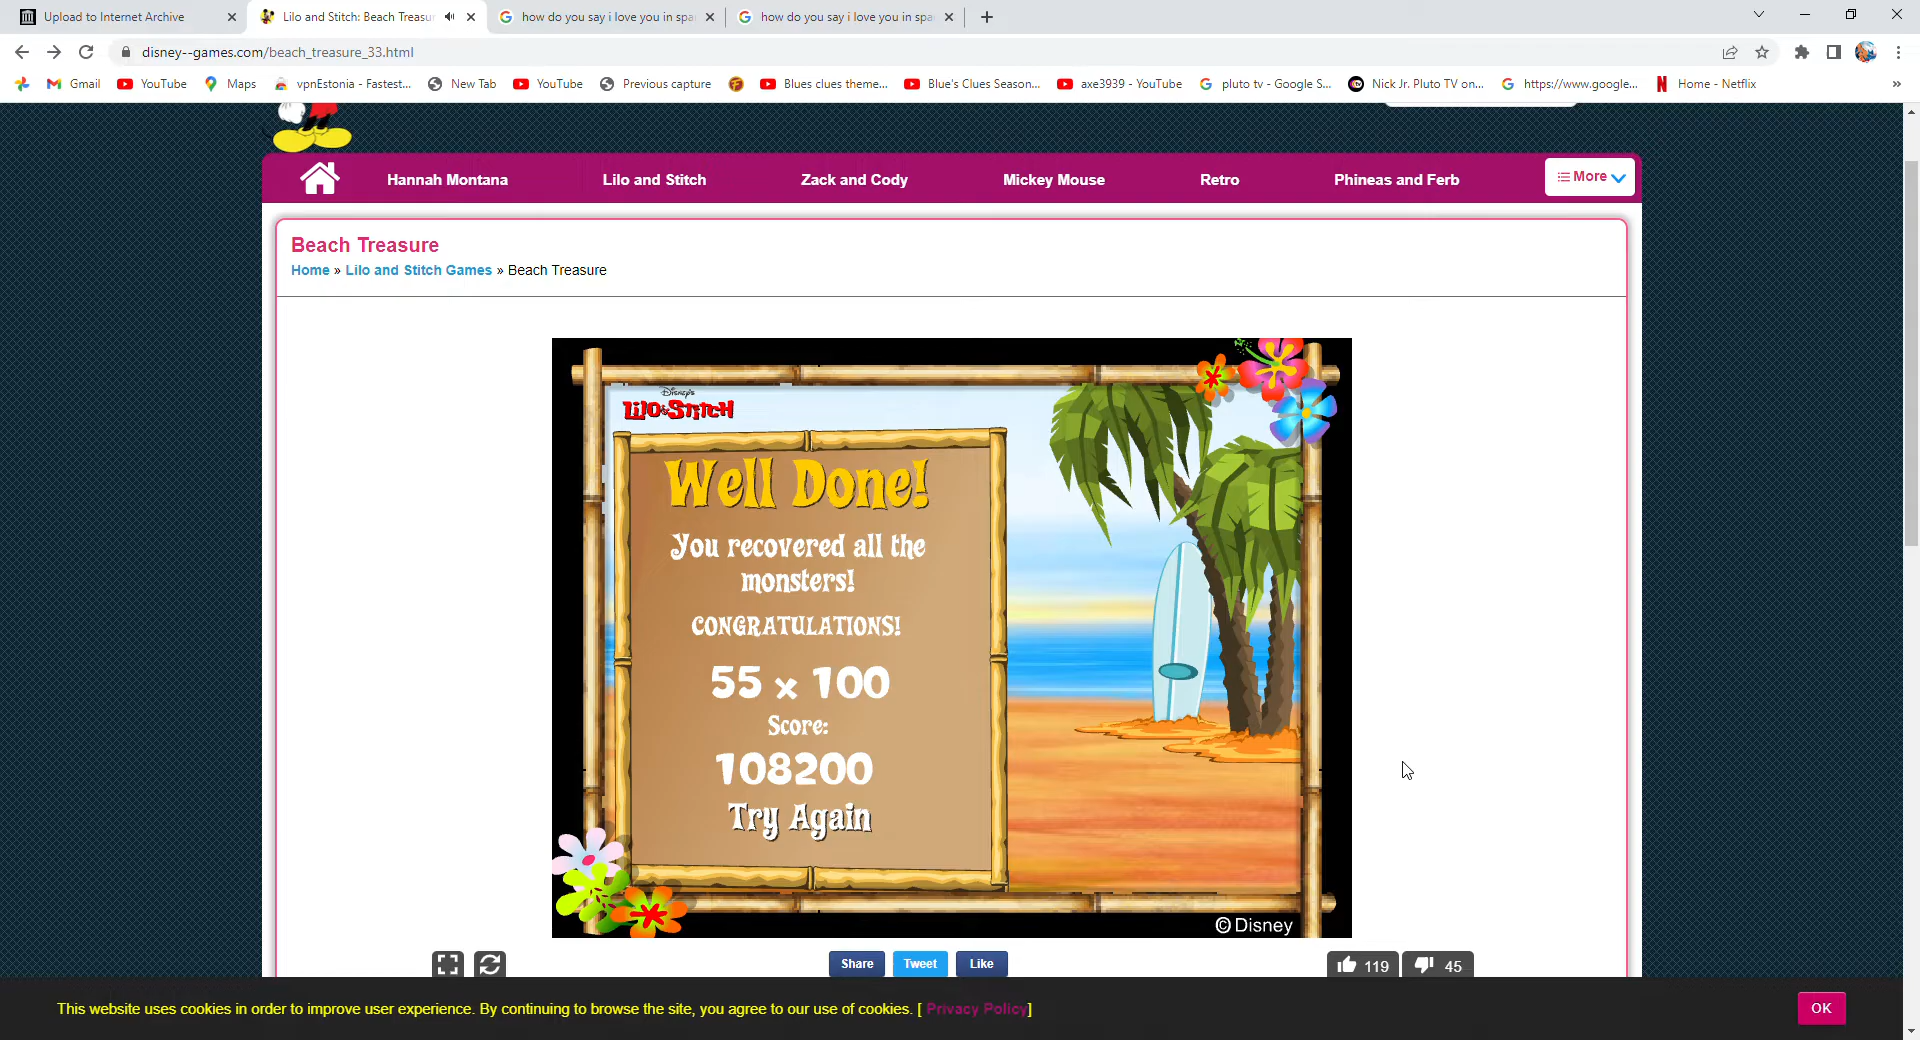 Upload to Internet Archive
Lilo and Stitch: Beach Treasur
how do you say i love you in spa
how do you say i love you in spa
disney--games.com/beach_treasure_33.html
Gmail
YouTube
Maps
vpnEstonia - Fastest...
New Tab
YouTube
Previous capture
Blues clues theme...
Blue's Clues Season...
axe3939 - YouTube
pluto tv - Google S...
Nick Jr. Pluto TV on...
https://www.google...
Home - Netflix
»
Hannah Montana
Lilo and Stitch
Zack and Cody
Mickey Mouse
Retro
Phineas and Ferb
More
Beach Treasure
Home » Lilo and Stitch Games » Beach Treasure
Disney's
Lilo & Stitch
Well Done!
You recovered all the
monsters!
CONGRATULATIONS!
55 x 100
Score:
108200
Try Again
© Disney
Share
Tweet
Like
119
45
This website uses cookies in order to improve user experience. By continuing to browse the site, you agree to our use of cookies. [ Privacy Policy]
OK